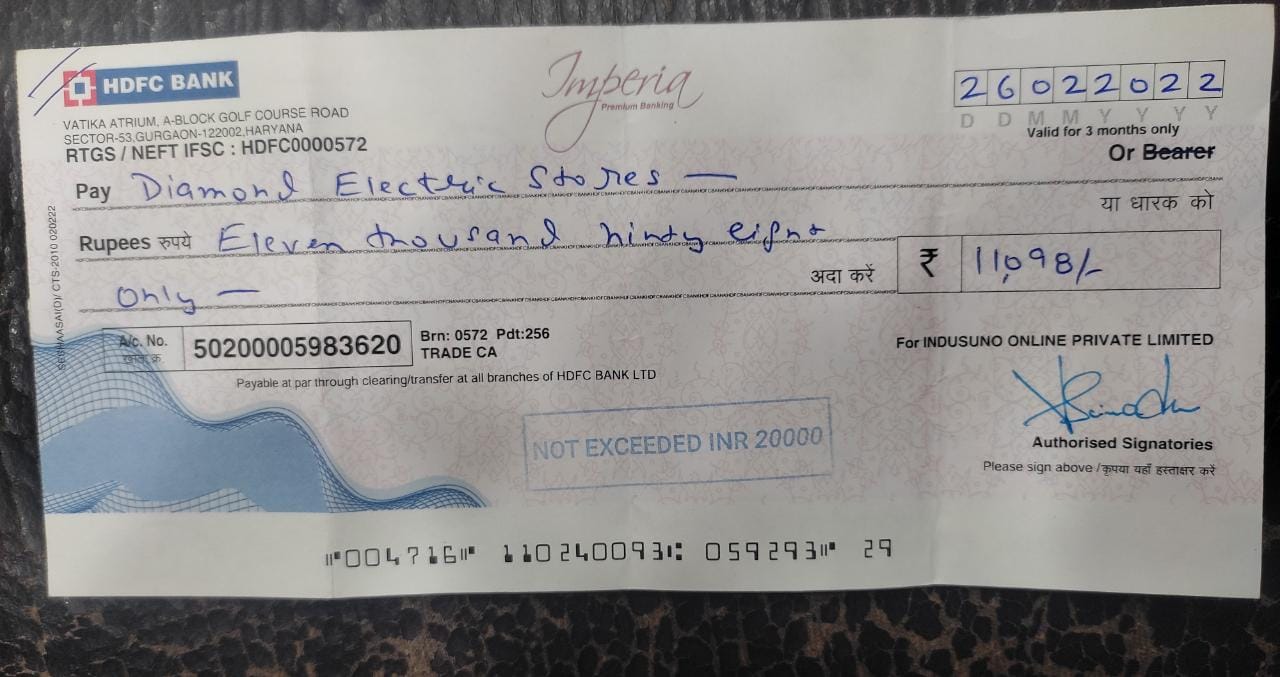 HDFC BANK
Imperia
Premium Banking
26022022
D D M M Y Y Y Y
VATIKA ATRIUM, A-BLOCK GOLF COURSE ROAD
SECTOR-53,GURGAON-122002,HARYANA
RTGS / NEFT IFSC : HDFC0000572
Valid for 3 months only
Or Bearer
Pay Diamond Electric Stores —
या धारक को
Rupees रुपये Eleven thousand ninty eight
only —
अदा करें
₹ 11,098/-
A/c. No.
खाता क्र.
50200005983620
Brn: 0572 Pdt:256
TRADE CA
For INDUSUNO ONLINE PRIVATE LIMITED
Payable at par through clearing/transfer at all branches of HDFC BANK LTD
NOT EXCEEDED INR 20000
Authorised Signatories
Please sign above /कृपया यहाँ हस्ताक्षर करें
⑈004716⑈ 110240093⑆ 059293⑈ 29
CTS-2010 020222